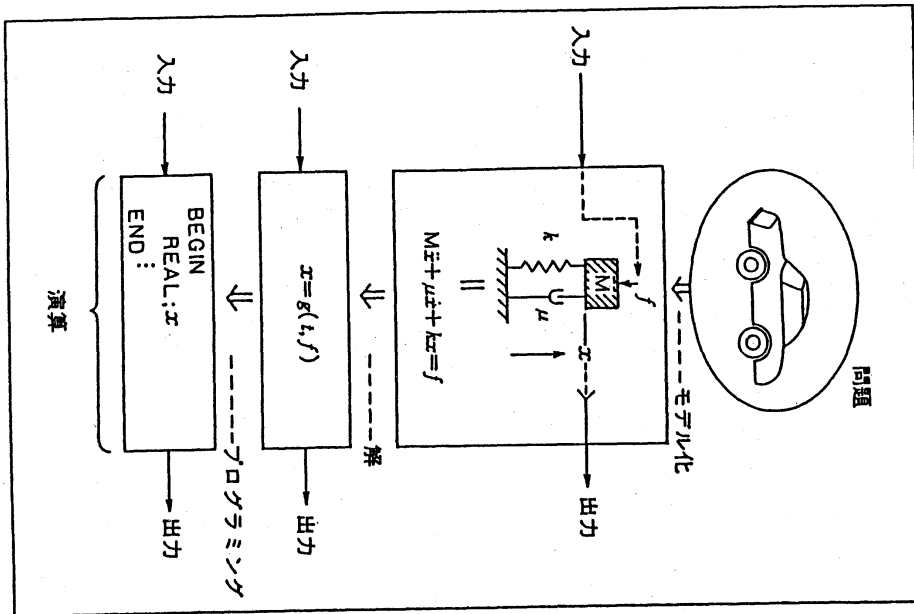 問題
モデル化
入力
f
M
k
μ
x
出力
||
Mẍ+μẋ+kx=f
解
入力
x=g(t,f)
出力
プログラミング
入力
BEGIN
REAL;x
⋮
END
出力
演算